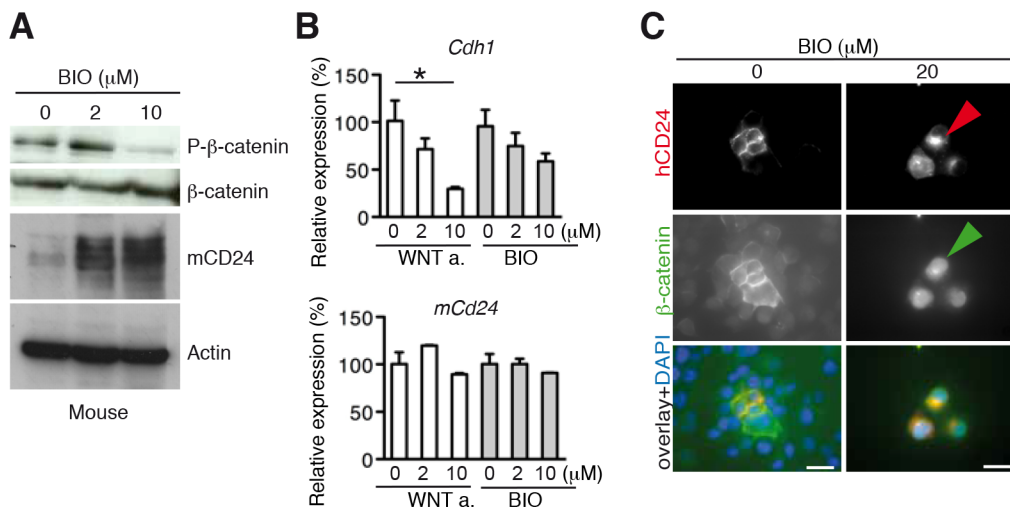 A
BIO (μM)
0 2 10
P-β-catenin
β-catenin
mCD24
Actin
Mouse
B
Cdh1
Relative expression (%)
150
100
50
0
*
0 2 10 0 2 10 (μM)
WNT a. BIO
mCd24
Relative expression (%)
150
100
50
0
0 2 10 0 2 10 (μM)
WNT a. BIO
C
BIO (μM)
0 20
hCD24
β-catenin
overlay+DAPI